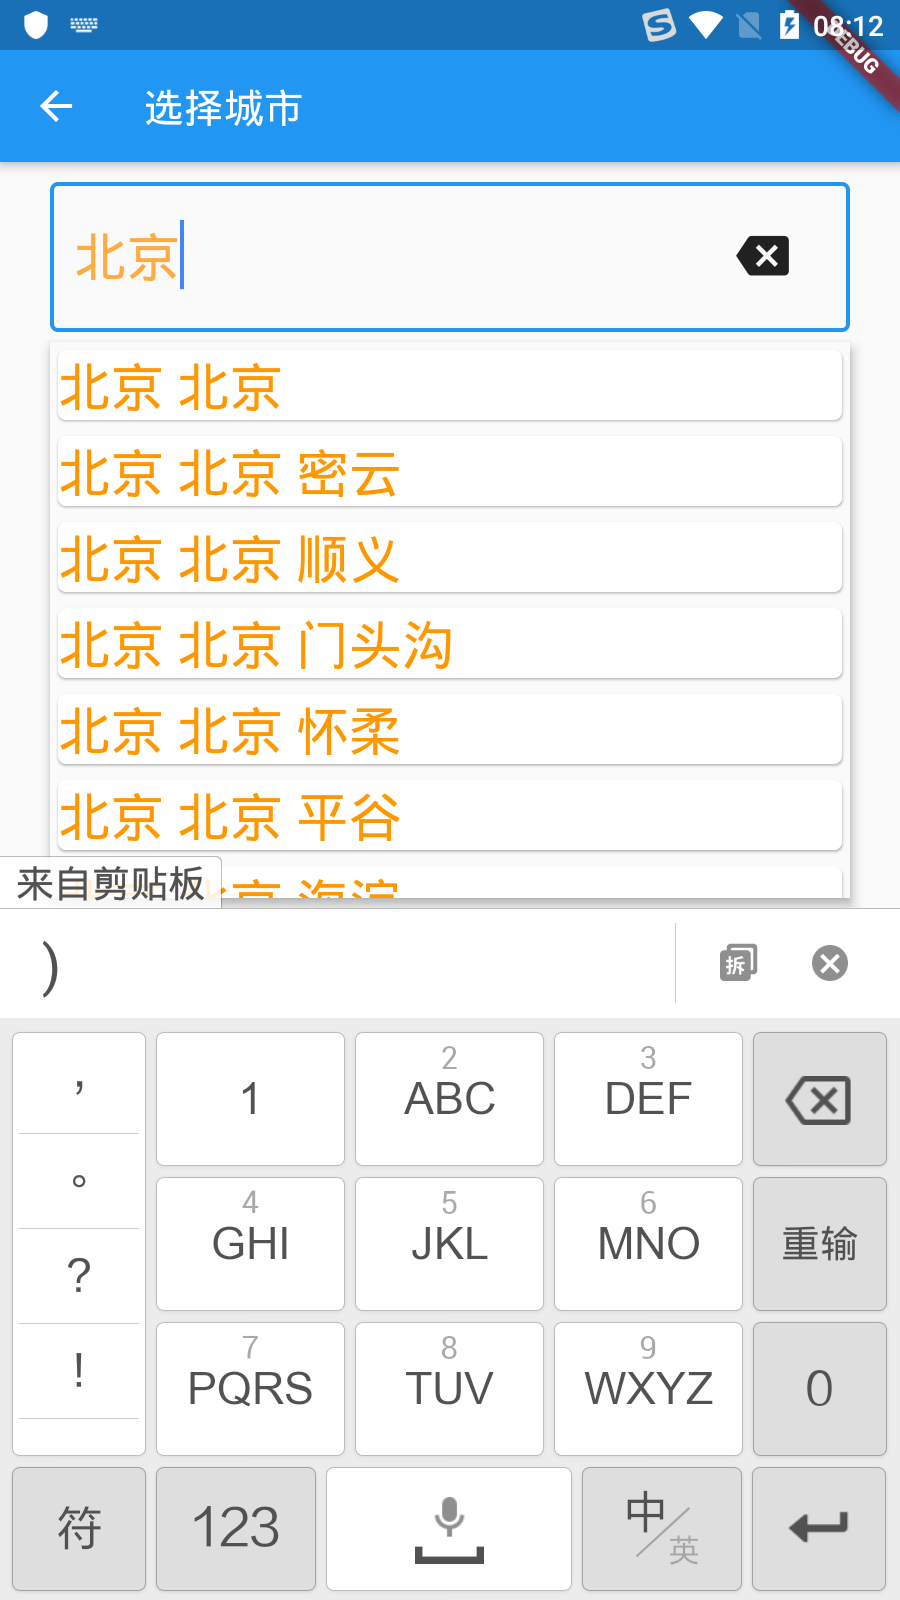 08:12
DEBUG
选择城市
北京
北京 北京
北京 北京 密云
北京 北京 顺义
北京 北京 门头沟
北京 北京 怀柔
北京 北京 平谷
北京 海淀
来自剪贴板
)
拆
，
1
2
ABC
3
DEF
。
?
!
4
GHI
5
JKL
6
MNO
重输
7
PQRS
8
TUV
9
WXYZ
0
符
123
中/英